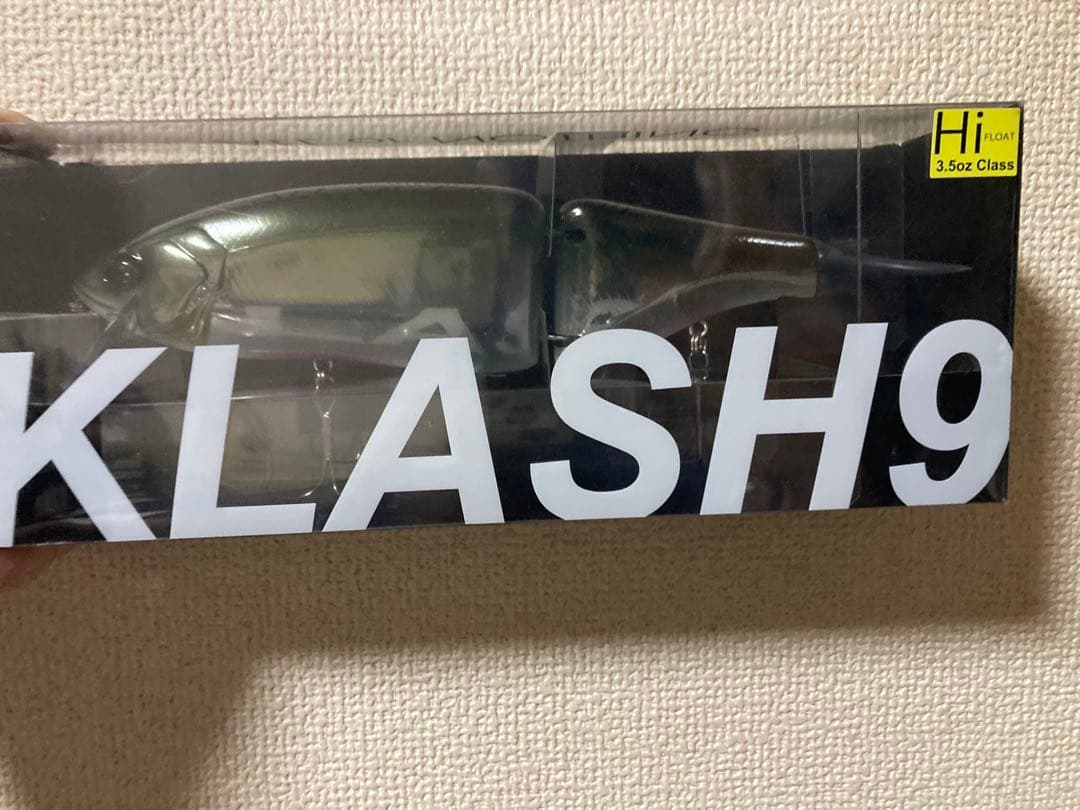 Hi FLOAT
3.5oz Class
KLASH9